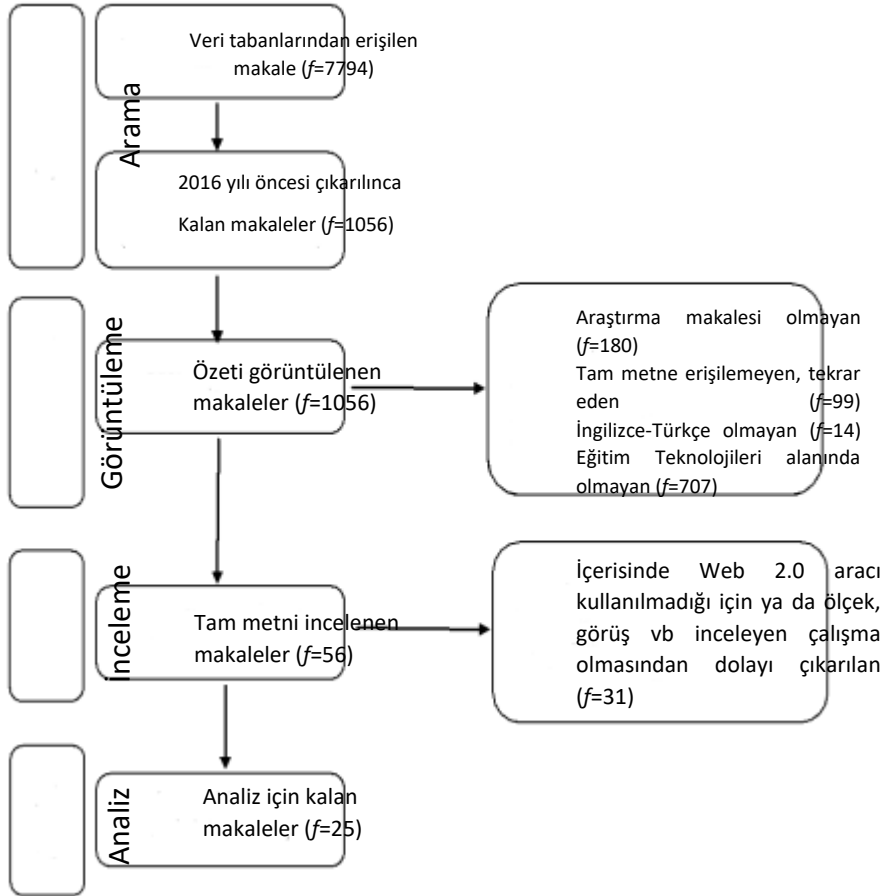 Arama
Veri tabanlarından erişilen
makale (f=7794)
2016 yılı öncesi çıkarılınca
Kalan makaleler (f=1056)
Görüntüleme
Özeti görüntülenen
makaleler (f=1056)
Araştırma makalesi olmayan
(f=180)
Tam metne erişilemeyen, tekrar
eden (f=99)
İngilizce-Türkçe olmayan (f=14)
Eğitim Teknolojileri alanında
olmayan (f=707)
İnceleme
Tam metni incelenen
makaleler (f=56)
İçerisinde Web 2.0 aracı
kullanılmadığı için ya da ölçek,
görüş vb inceleyen çalışma
olmasından dolayı çıkarılan
(f=31)
Analiz
Analiz için kalan
makaleler (f=25)